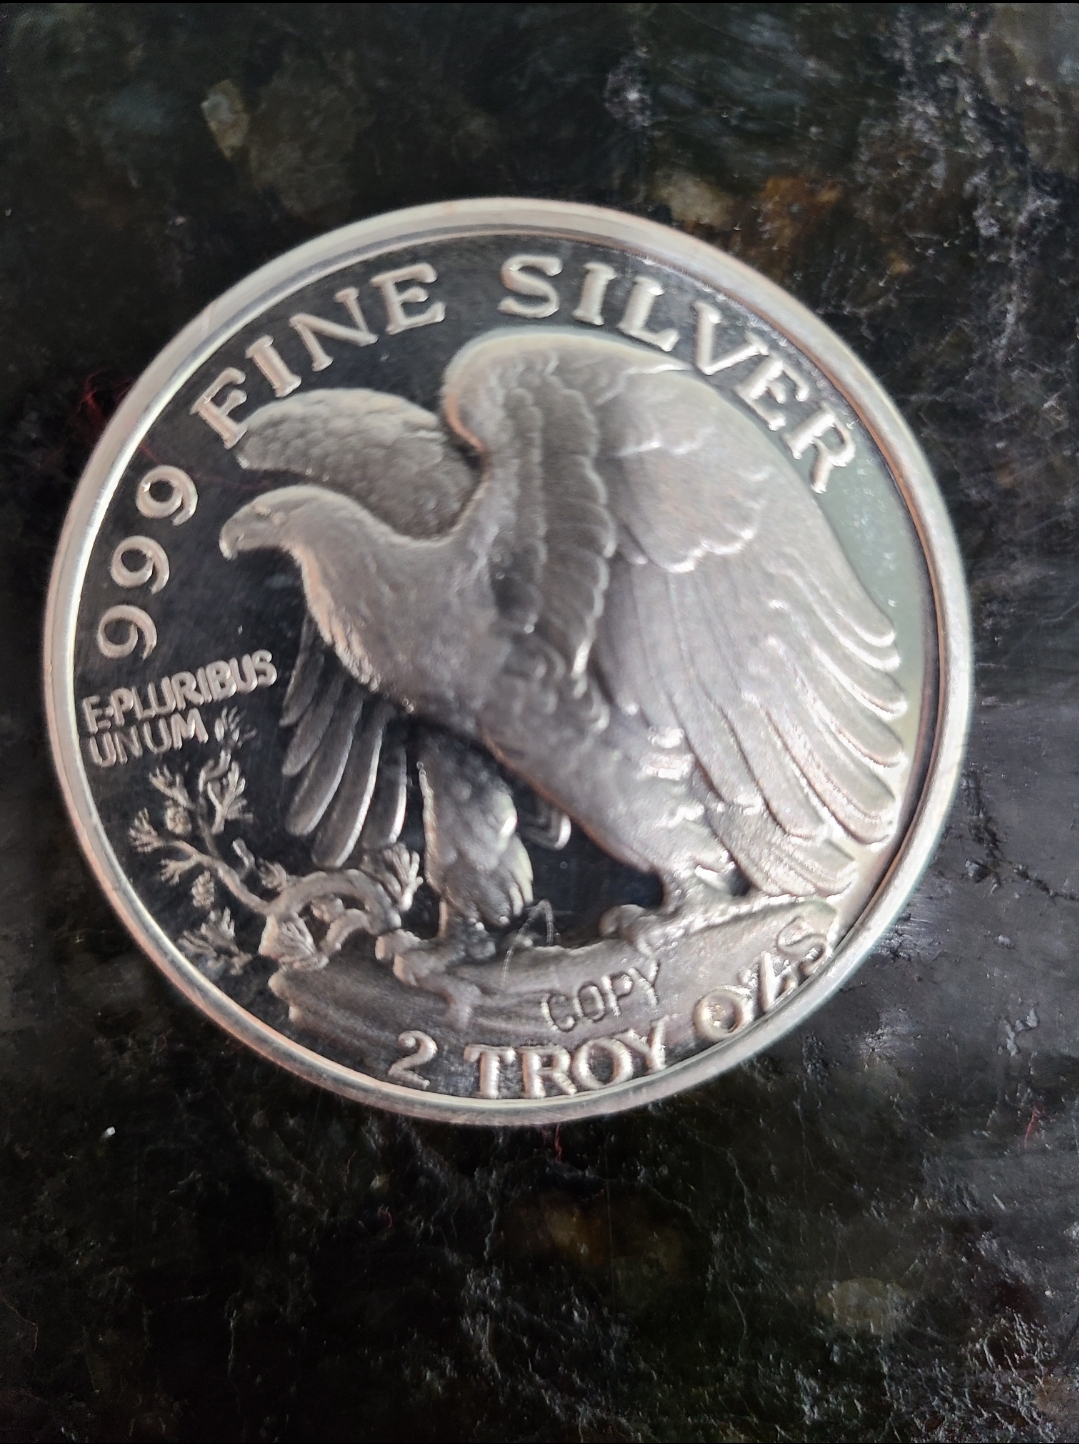 999 FINE SILVER
E·PLURIBUS
UNUM
COPY
2 TROY OZS